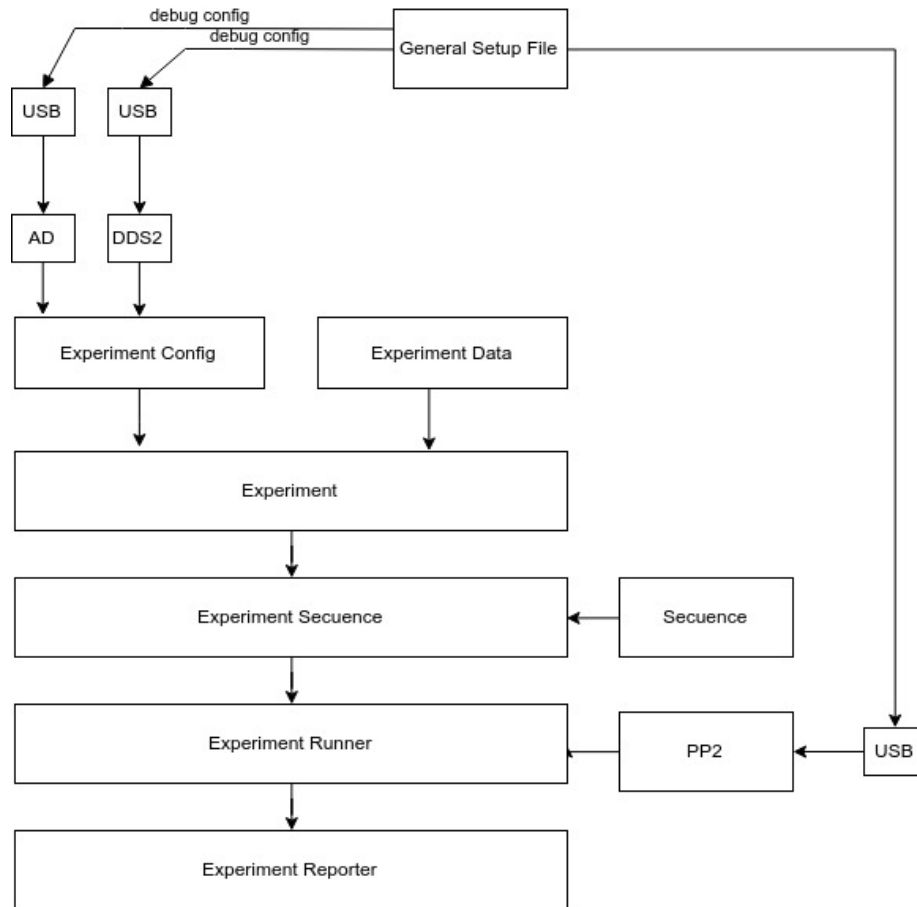 debug config
debug config
General Setup File
USB
USB
AD
DDS2
Experiment Config
Experiment Data
Experiment
Experiment Secuence
Secuence
Experiment Runner
PP2
USB
Experiment Reporter